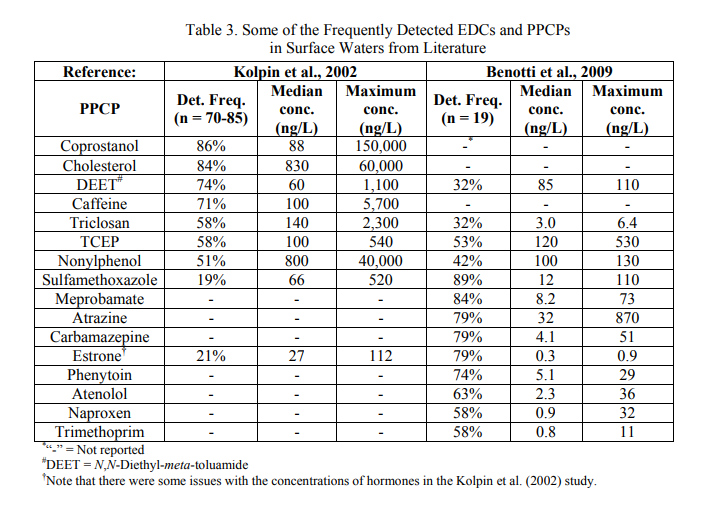 Table 3. Some of the Frequently Detected EDCs and PPCPs
in Surface Waters from Literature
Reference: Kolpin et al., 2002 Benotti et al., 2009
PPCP Det. Freq. (n = 70-85) Median conc. (ng/L) Maximum conc. (ng/L) Det. Freq. (n = 19) Median conc. (ng/L) Maximum conc. (ng/L)
Coprostanol 86% 88 150,000 -* - -
Cholesterol 84% 830 60,000 - - -
DEET# 74% 60 1,100 32% 85 110
Caffeine 71% 100 5,700 - - -
Triclosan 58% 140 2,300 32% 3.0 6.4
TCEP 58% 100 540 53% 120 530
Nonylphenol 51% 800 40,000 42% 100 130
Sulfamethoxazole 19% 66 520 89% 12 110
Meprobamate - - - 84% 8.2 73
Atrazine - - - 79% 32 870
Carbamazepine - - - 79% 4.1 51
Estrone† 21% 27 112 79% 0.3 0.9
Phenytoin - - - 74% 5.1 29
Atenolol - - - 63% 2.3 36
Naproxen - - - 58% 0.9 32
Trimethoprim - - - 58% 0.8 11
*"-" = Not reported
#DEET = N,N-Diethyl-meta-toluamide
†Note that there were some issues with the concentrations of hormones in the Kolpin et al. (2002) study.